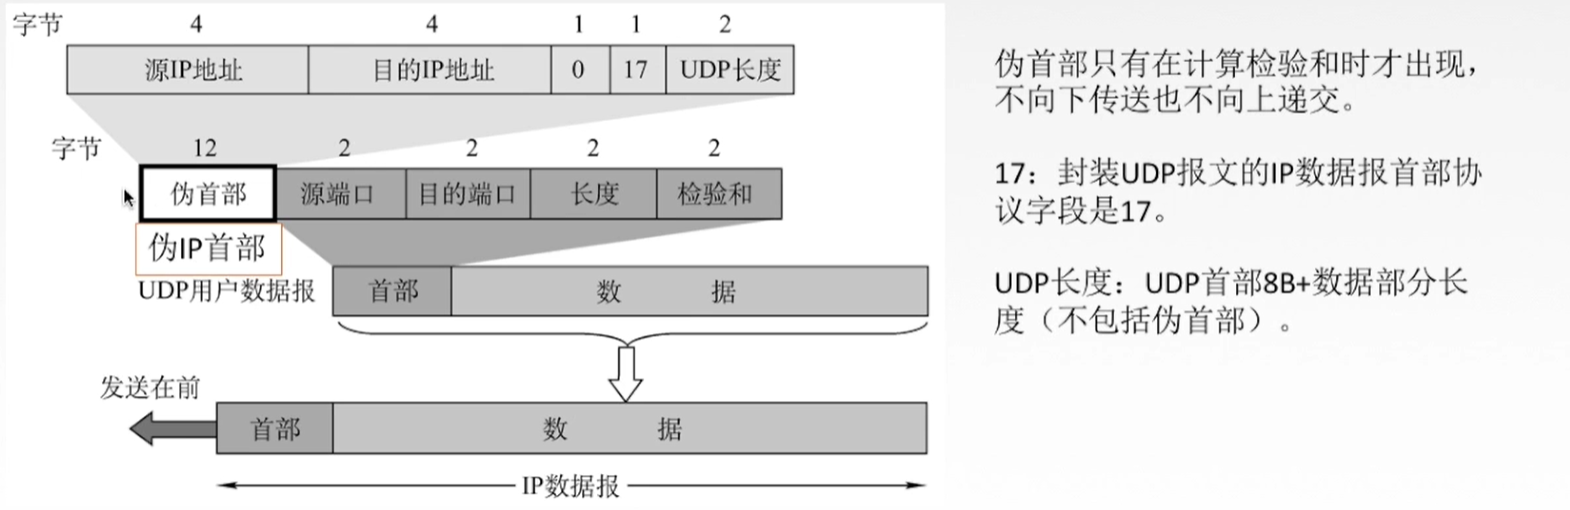 字节 4 4 1 1 2
源IP地址 目的IP地址 0 17 UDP长度
字节 12 2 2 2 2
伪首部 源端口 目的端口 长度 检验和
伪IP首部
UDP用户数据报 首部 数 据
发送在前
首部 数 据
IP数据报
伪首部只有在计算检验和时才出现，
不向下传送也不向上递交。
17：封装UDP报文的IP数据报首部协
议字段是17。
UDP长度：UDP首部8B+数据部分长
度（不包括伪首部）。